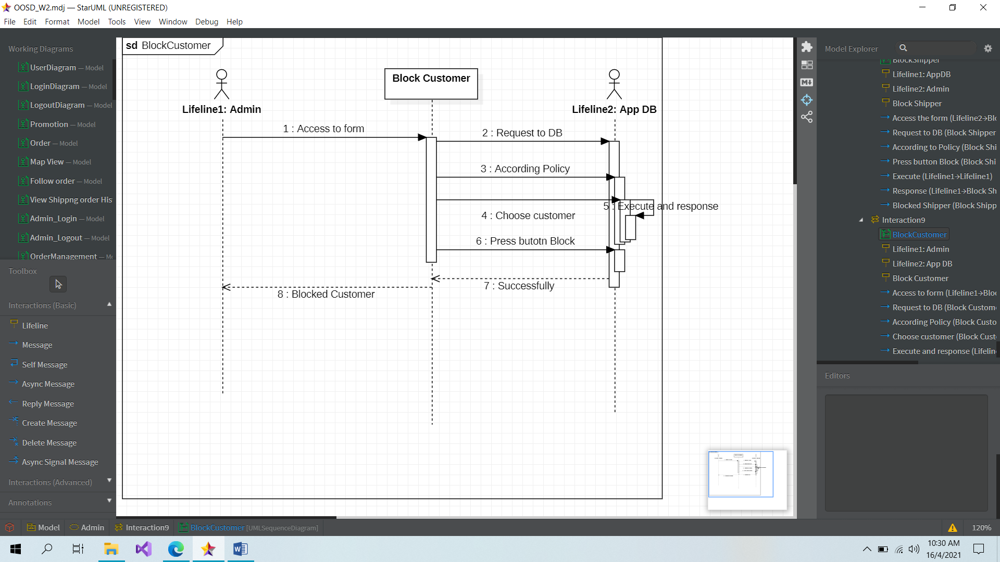 OOSD_W2.mdj — StarUML (UNREGISTERED)
File Edit Format Model Tools View Window Debug Help
Working Diagrams
UserDiagram — Model
LoginDiagram — Model
LogoutDiagram — Model
Promotion — Model
Order — Model
Map View — Model
Follow order — Model
View Shippng order His
Admin_Login — Model
Admin_Logout — Model
OrderManagement — Mo
Toolbox
Interactions (Basic)
Lifeline
Message
Self Message
Async Message
Reply Message
Create Message
Delete Message
Async Signal Message
Interactions (Advanced)
Annotations
sd BlockCustomer
Block Customer
Lifeline1: Admin
Lifeline2: App DB
1 : Access to form
2 : Request to DB
3 : According Policy
5 : Execute and response
4 : Choose customer
6 : Press butotn Block
7 : Successfully
8 : Blocked Customer
Model Explorer
BlockShipper
Lifeline1: AppDB
Lifeline2: Admin
Block Shipper
Access the form (Lifeline2→Blo
Request to DB (Block Shipper
According to Policy (Block Shi
Press button Block (Block Shi
Execute (Lifeline1→Lifeline1)
Response (Lifeline1→Block Sh
Blocked Shipper (Block Shipp
Interaction9
BlockCustomer
Lifeline1: Admin
Lifeline2: App DB
Block Customer
Access to form (Lifeline1→Bloc
Request to DB (Block Custom
According Policy (Block Custo
Choose customer (Block Cust
Execute and response (Lifelin
Editors
Model Admin Interaction9 BlockCustomer [UMLSequenceDiagram]
120%
10:30 AM
16/4/2021